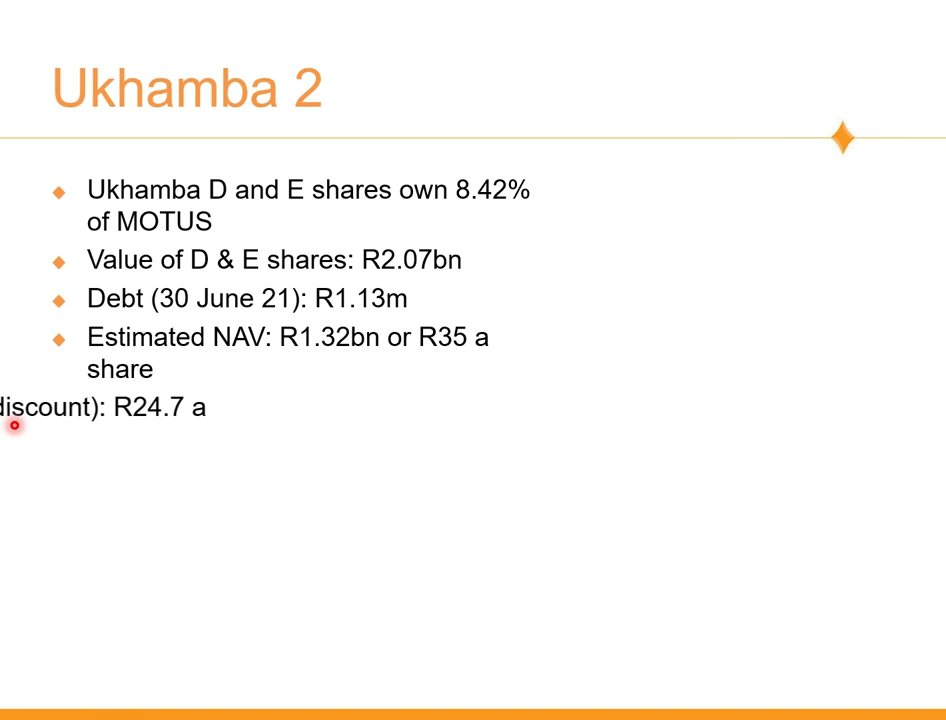 Ukhamba 2
Ukhamba D and E shares own 8.42%
of MOTUS
Value of D & E shares: R2.07bn
Debt (30 June 21): R1.13m
Estimated NAV: R1.32bn or R35 a
share
discount): R24.7 a